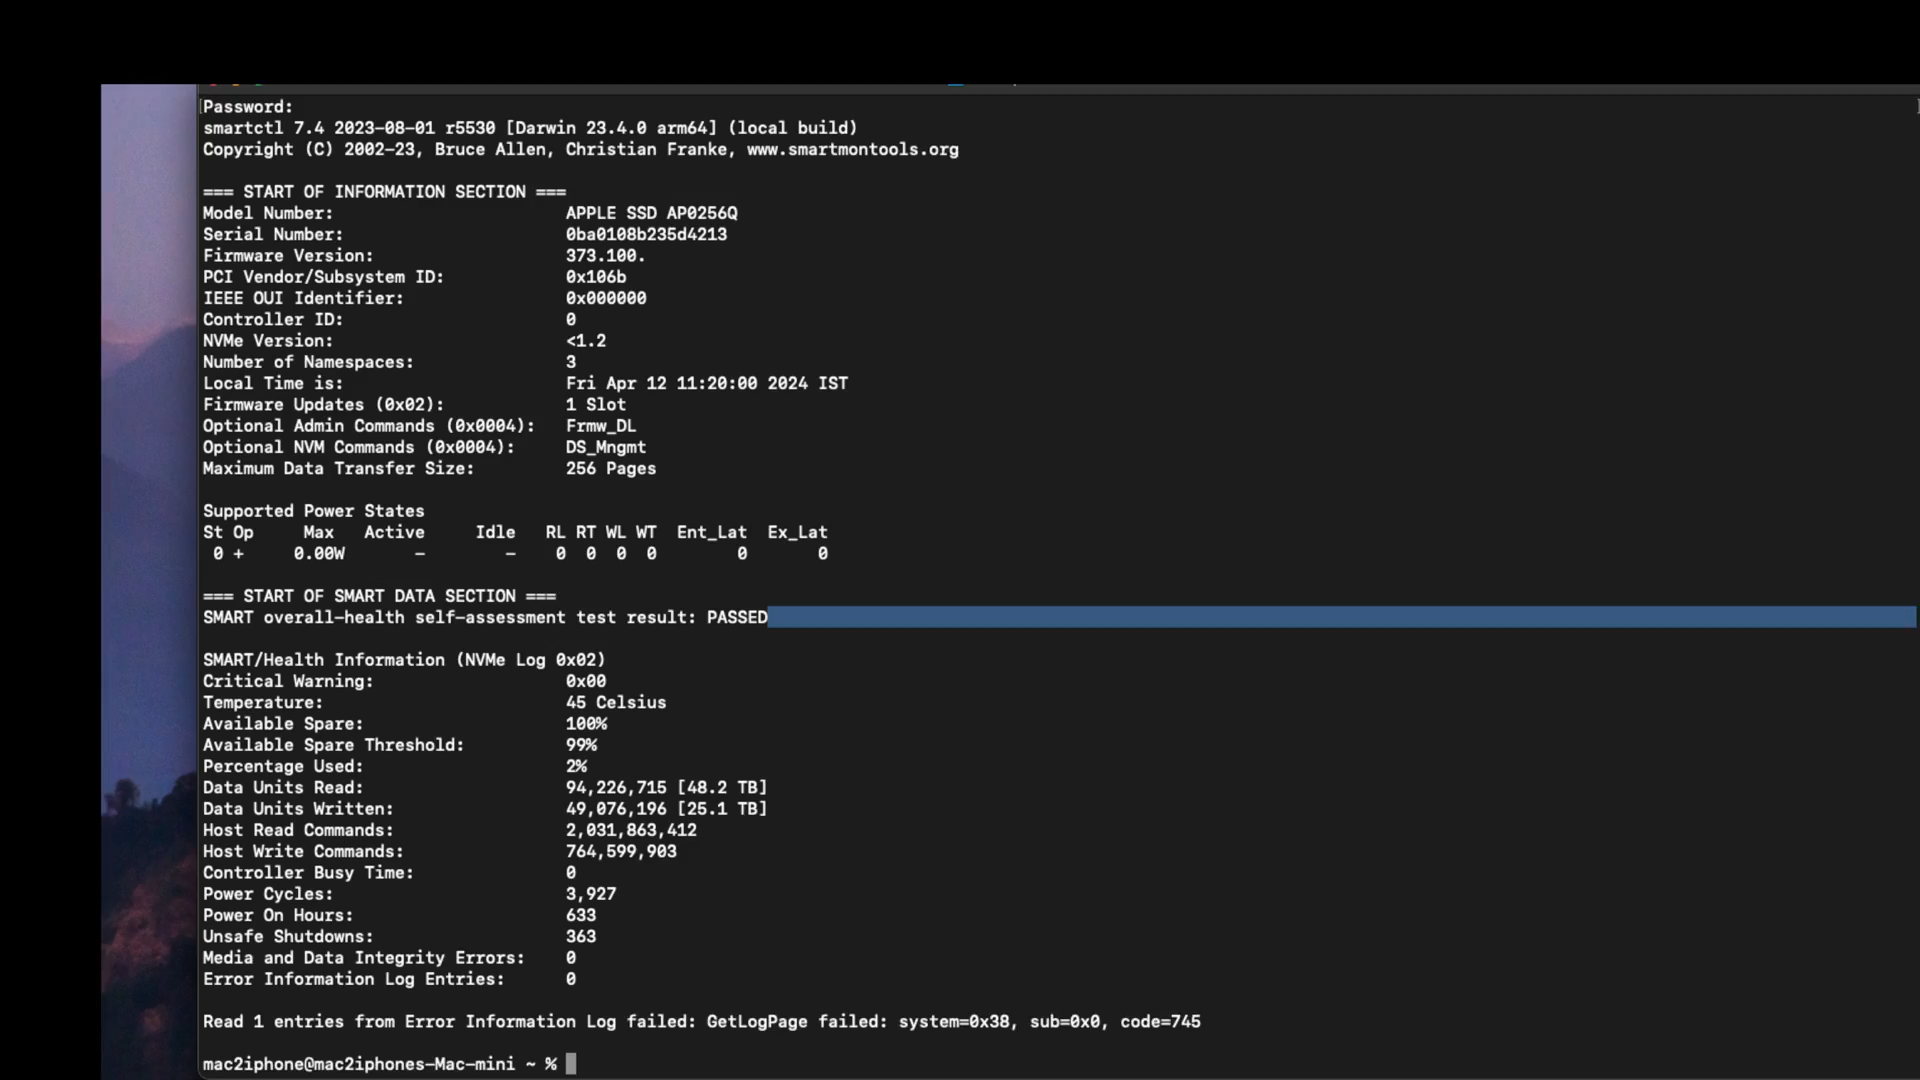 Password:
smartctl 7.4 2023-08-01 r5530 [Darwin 23.4.0 arm64] (local build)
Copyright (C) 2002-23, Bruce Allen, Christian Franke, www.smartmontools.org
=== START OF INFORMATION SECTION ===
Model Number: APPLE SSD AP0256Q
Serial Number: 0ba0108b235d4213
Firmware Version: 373.100.
PCI Vendor/Subsystem ID: 0x106b
IEEE OUI Identifier: 0x000000
Controller ID: 0
NVMe Version: <1.2
Number of Namespaces: 3
Local Time is: Fri Apr 12 11:20:00 2024 IST
Firmware Updates (0x02): 1 Slot
Optional Admin Commands (0x0004): Frmw_DL
Optional NVM Commands (0x0004): DS_Mngmt
Maximum Data Transfer Size: 256 Pages
Supported Power States
St Op Max Active Idle RL RT WL WT Ent_Lat Ex_Lat
0 + 0.00W - - 0 0 0 0 0 0
=== START OF SMART DATA SECTION ===
SMART overall-health self-assessment test result: PASSED
SMART/Health Information (NVMe Log 0x02)
Critical Warning: 0x00
Temperature: 45 Celsius
Available Spare: 100%
Available Spare Threshold: 99%
Percentage Used: 2%
Data Units Read: 94,226,715 [48.2 TB]
Data Units Written: 49,076,196 [25.1 TB]
Host Read Commands: 2,031,863,412
Host Write Commands: 764,599,903
Controller Busy Time: 0
Power Cycles: 3,927
Power On Hours: 633
Unsafe Shutdowns: 363
Media and Data Integrity Errors: 0
Error Information Log Entries: 0
Read 1 entries from Error Information Log failed: GetLogPage failed: system=0x38, sub=0x0, code=745
mac2iphone@mac2iphones-Mac-mini ~ %